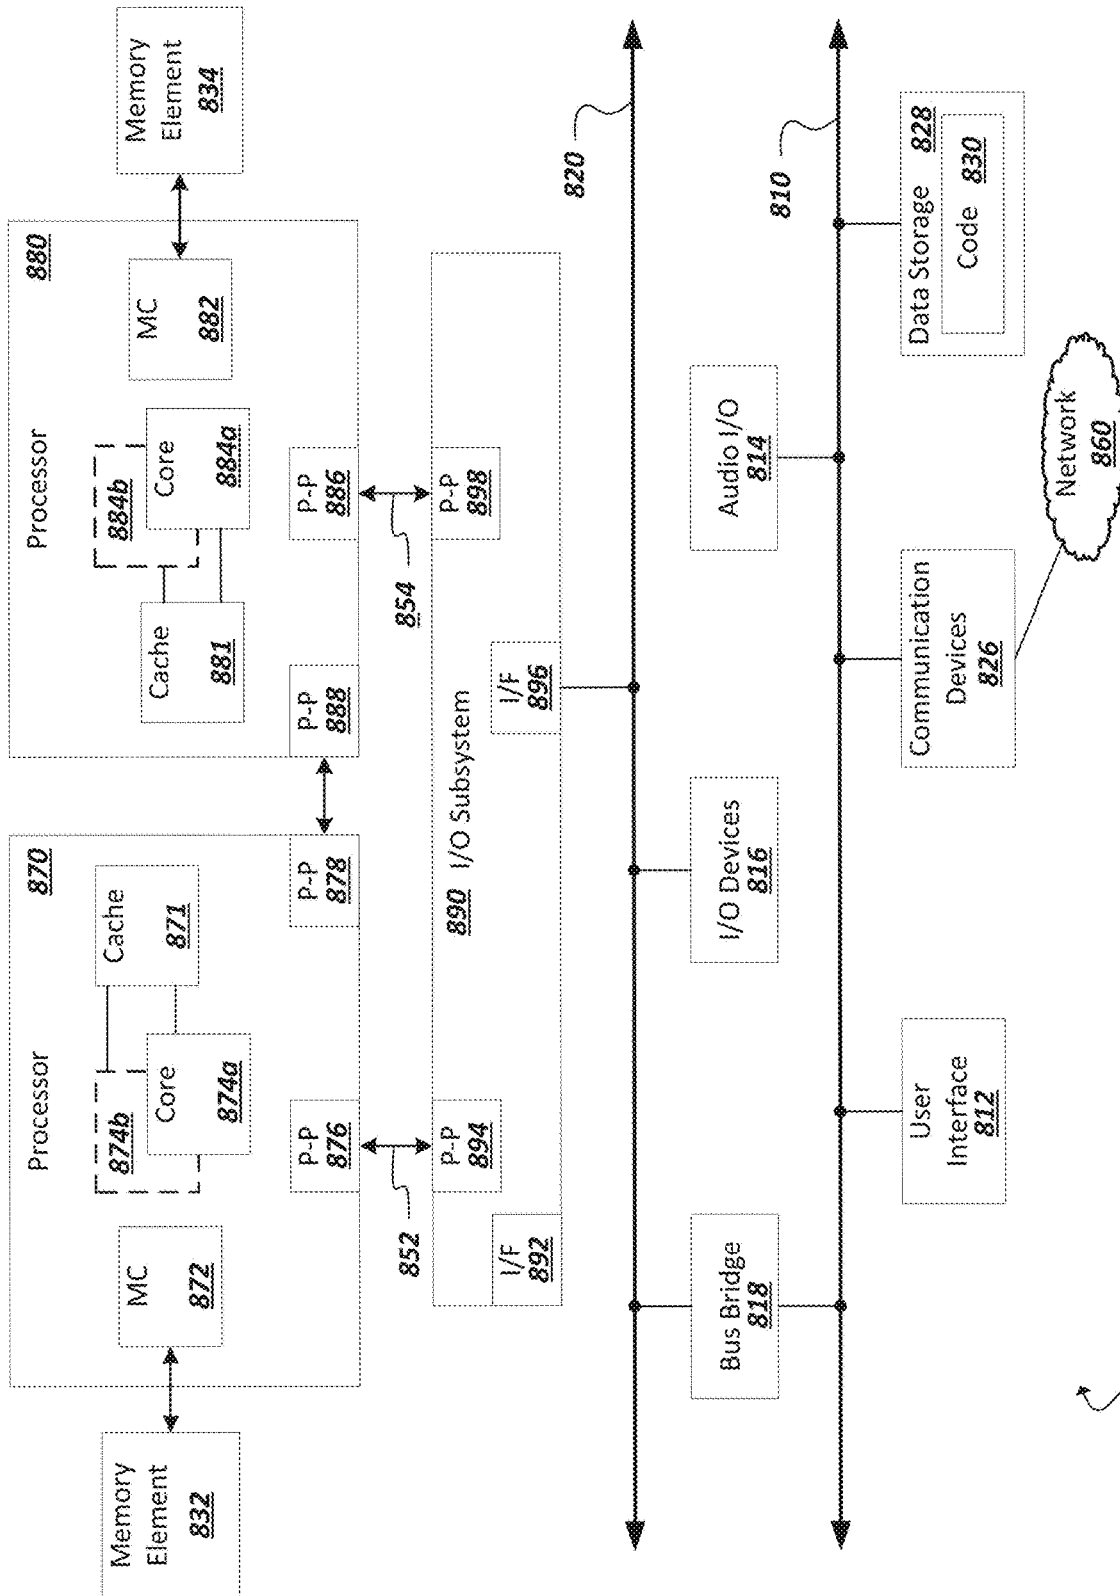 Memory
Element
832
Processor
870
MC
872
874b
Core
874a
Cache
871
P-P
876
P-P
878
Processor
880
P-P
888
Cache
881
884b
Core
884a
MC
882
P-P
886
Memory
Element
834
852
854
I/F
892
P-P
894
890 I/O Subsystem
I/F
896
P-P
898
820
Bus Bridge
818
I/O Devices
816
Audio I/O
814
810
User
Interface
812
Communication
Devices
826
Data Storage
828
Code
830
Network
860